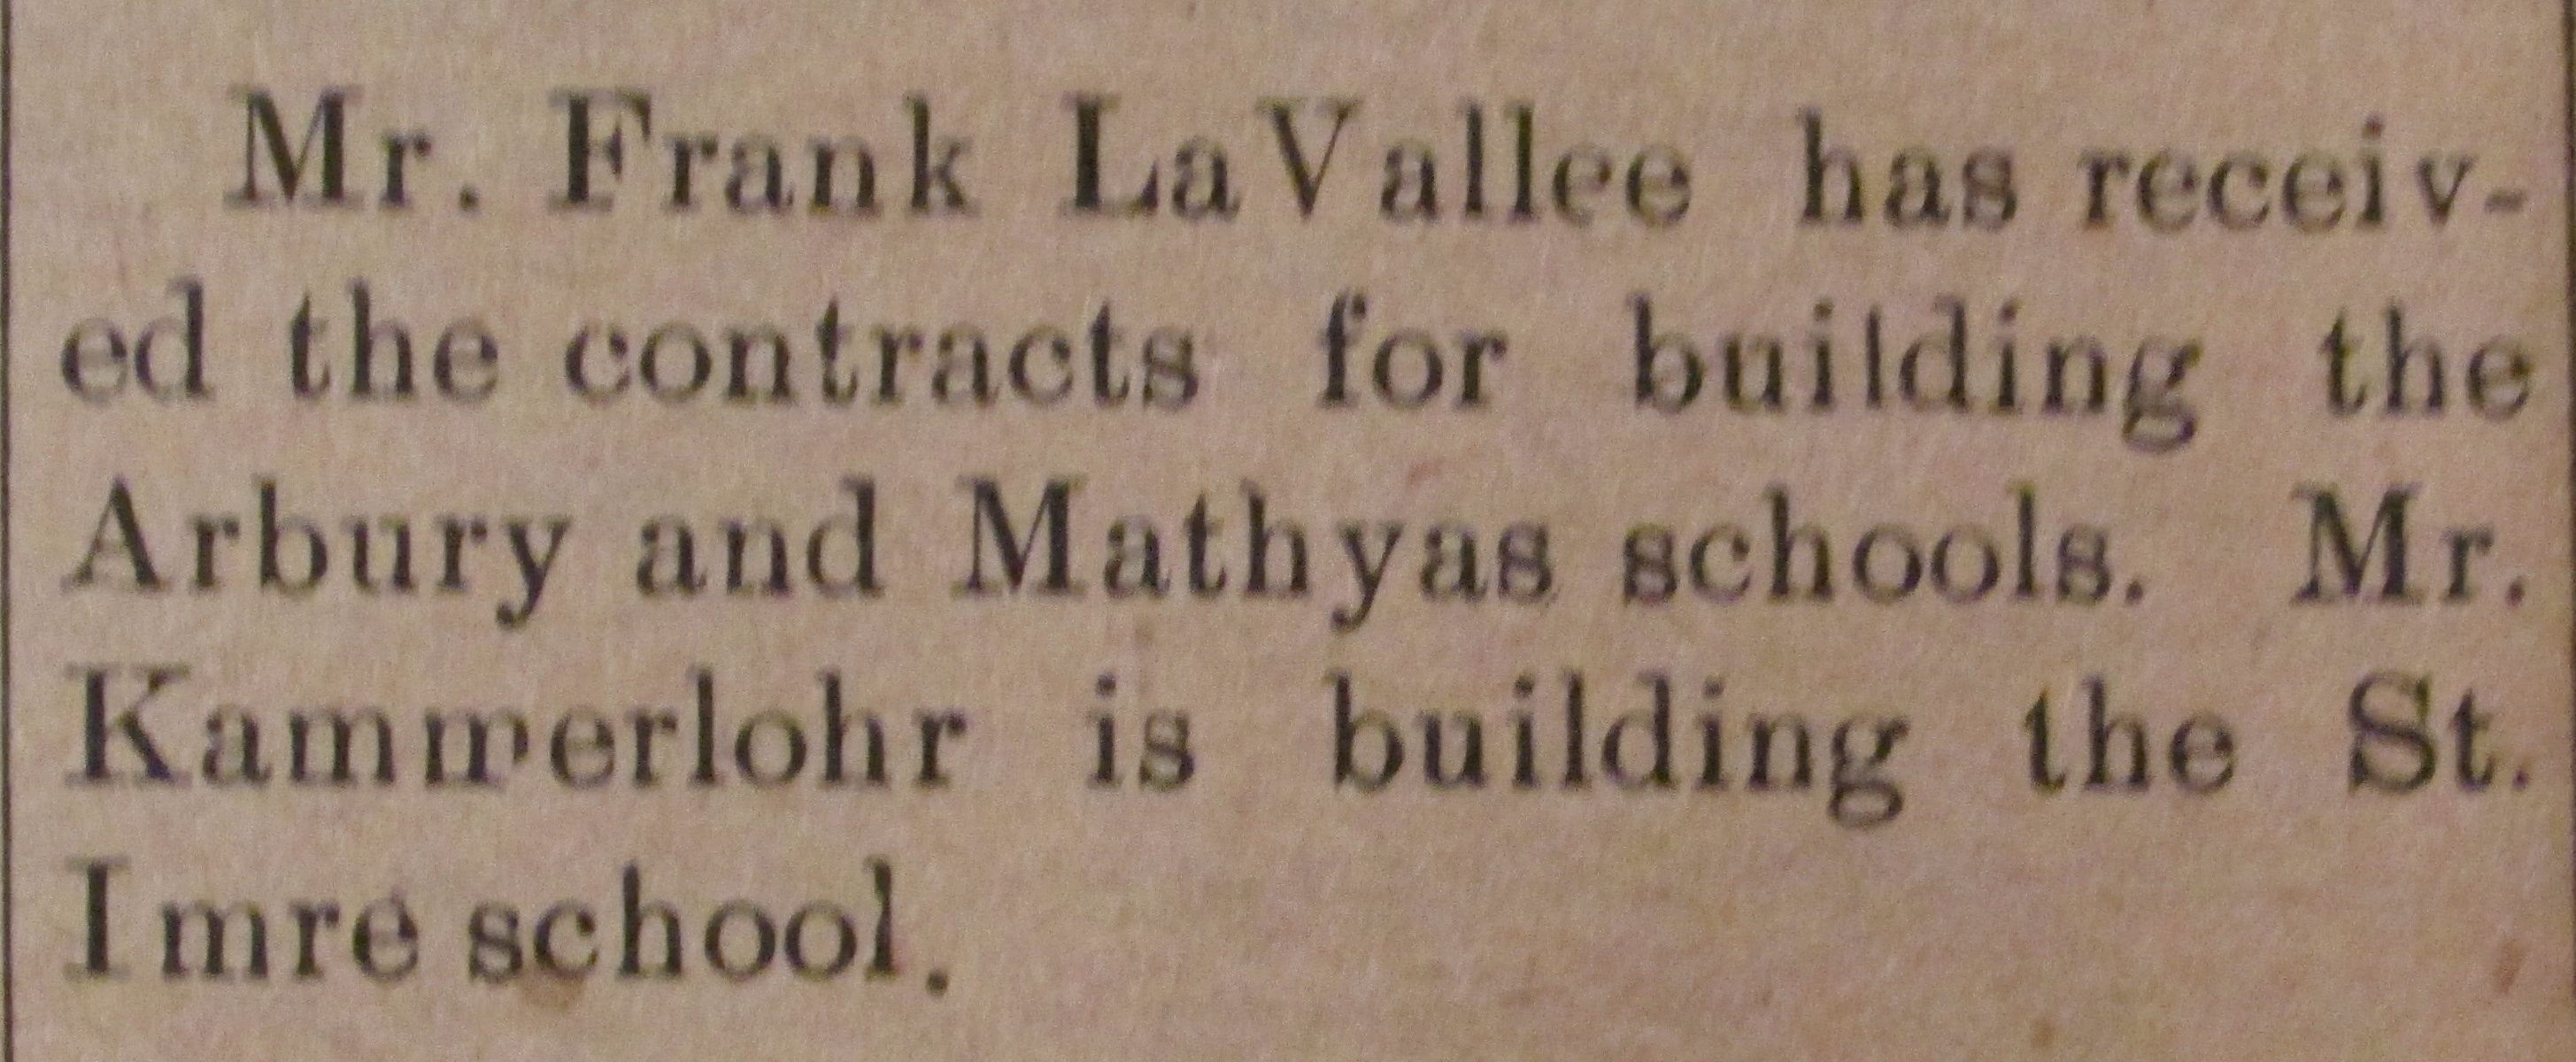 Mr. Frank LaVallee has receiv-
ed the contracts for building the
Arbury and Mathyas schools. Mr.
Kammerlohr is building the St.
Imre school.